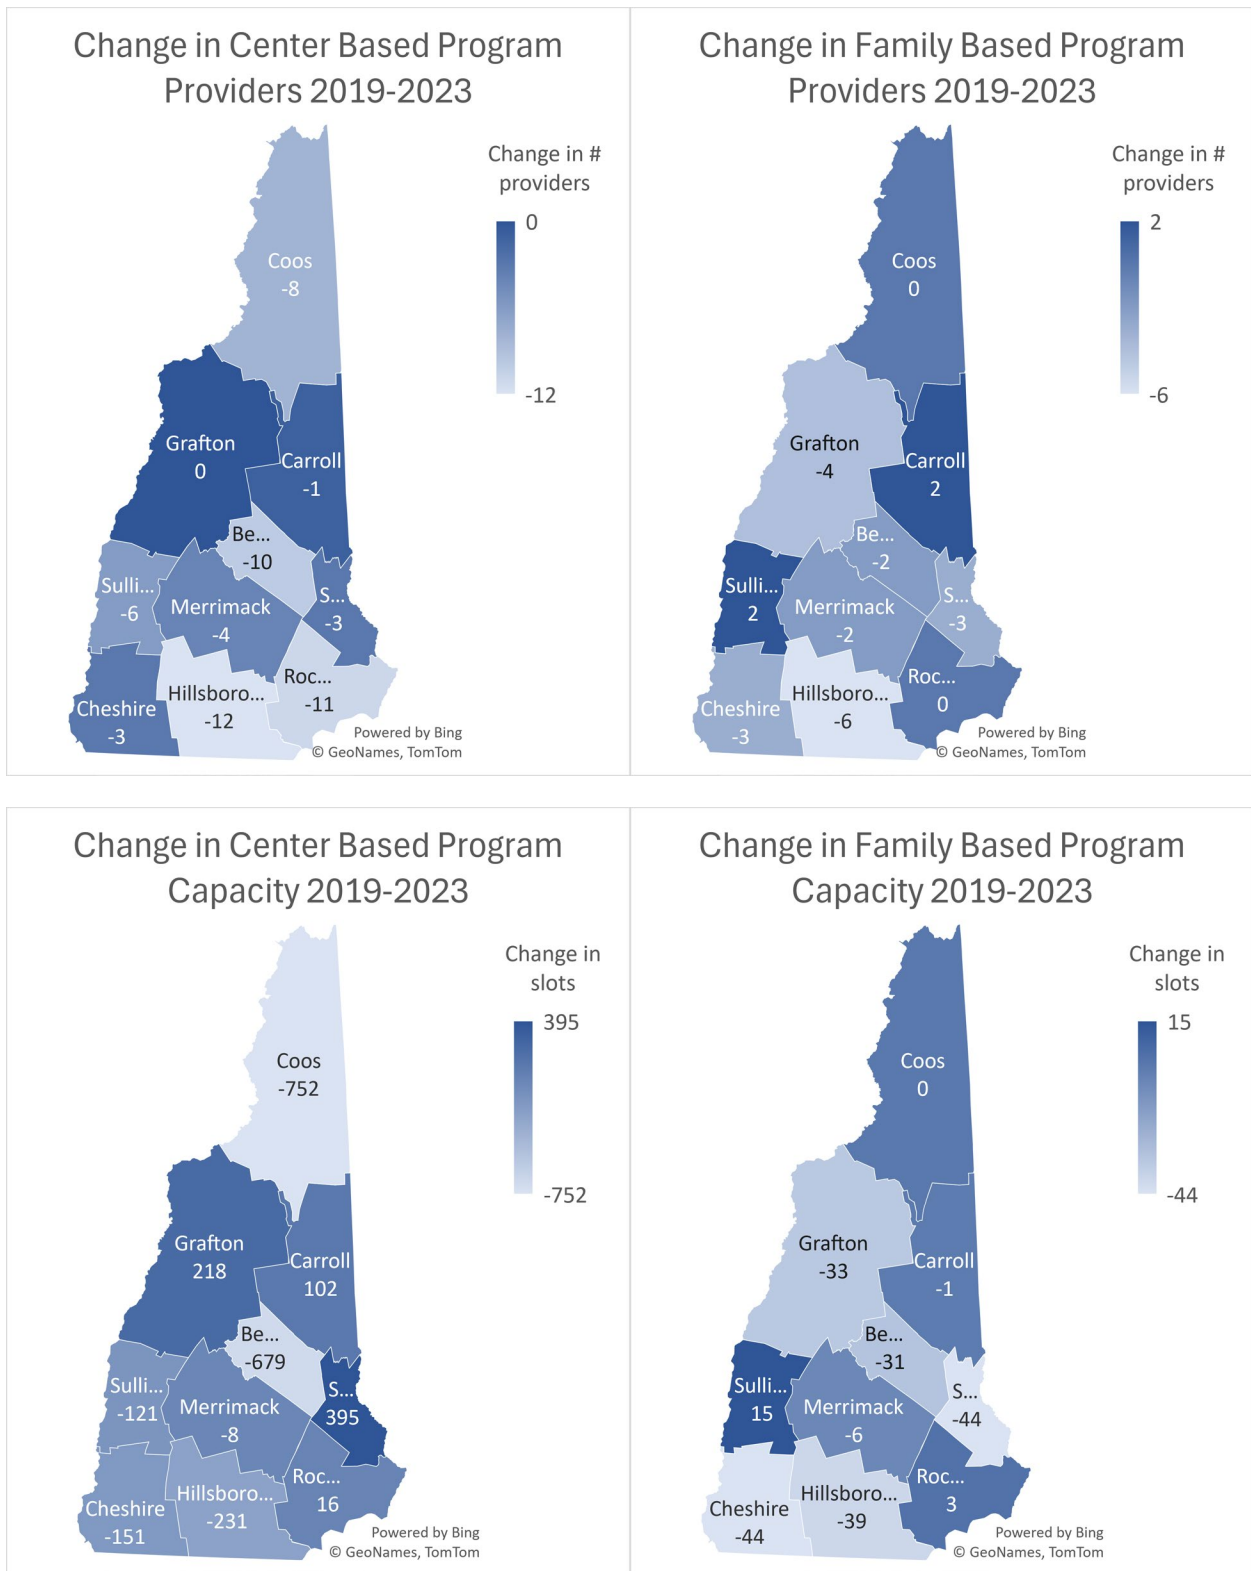 Change in Center Based Program
Providers 2019-2023
Change in #
providers
0
-12
Coos
-8
Grafton
0
Carroll
-1
Be...
-10
Sulli...
-6
Merrimack
-4
S...
-3
Cheshire
-3
Hillsboro...
-12
Roc...
-11
Powered by Bing
© GeoNames, TomTom
Change in Family Based Program
Providers 2019-2023
Change in #
providers
2
-6
Coos
0
Grafton
-4
Carroll
2
Be...
-2
Sulli...
2
Merrimack
-2
S...
-3
Cheshire
-3
Hillsboro...
-6
Roc...
0
Powered by Bing
© GeoNames, TomTom
Change in Center Based Program
Capacity 2019-2023
Change in
slots
395
-752
Coos
-752
Grafton
218
Carroll
102
Be...
-679
Sulli...
-121
Merrimack
-8
S...
395
Cheshire
-151
Hillsboro...
-231
Roc...
16
Powered by Bing
© GeoNames, TomTom
Change in Family Based Program
Capacity 2019-2023
Change in
slots
15
-44
Coos
0
Grafton
-33
Carroll
-1
Be...
-31
Sulli...
15
Merrimack
-6
S...
-44
Cheshire
-44
Hillsboro...
-39
Roc...
3
Powered by Bing
© GeoNames, TomTom